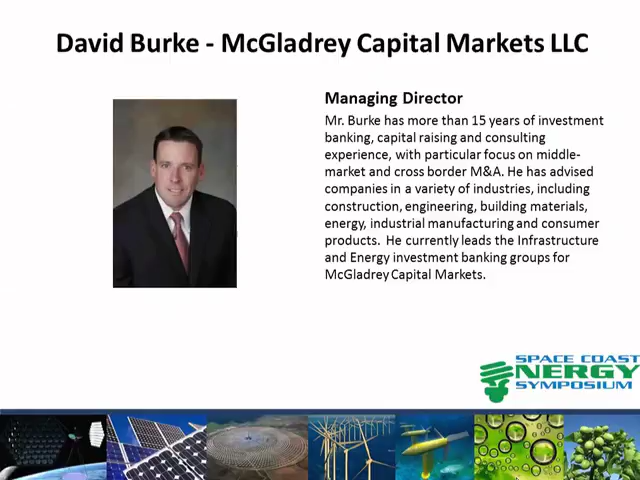 David Burke - McGladrey Capital Markets LLC
Managing Director
Mr. Burke has more than 15 years of investment
banking, capital raising and consulting
experience, with particular focus on middle-
market and cross border M&A. He has advised
companies in a variety of industries, including
construction, engineering, building materials,
energy, industrial manufacturing and consumer
products. He currently leads the Infrastructure
and Energy investment banking groups for
McGladrey Capital Markets.
SPACE COAST
NERGY
SYMPOSIUM